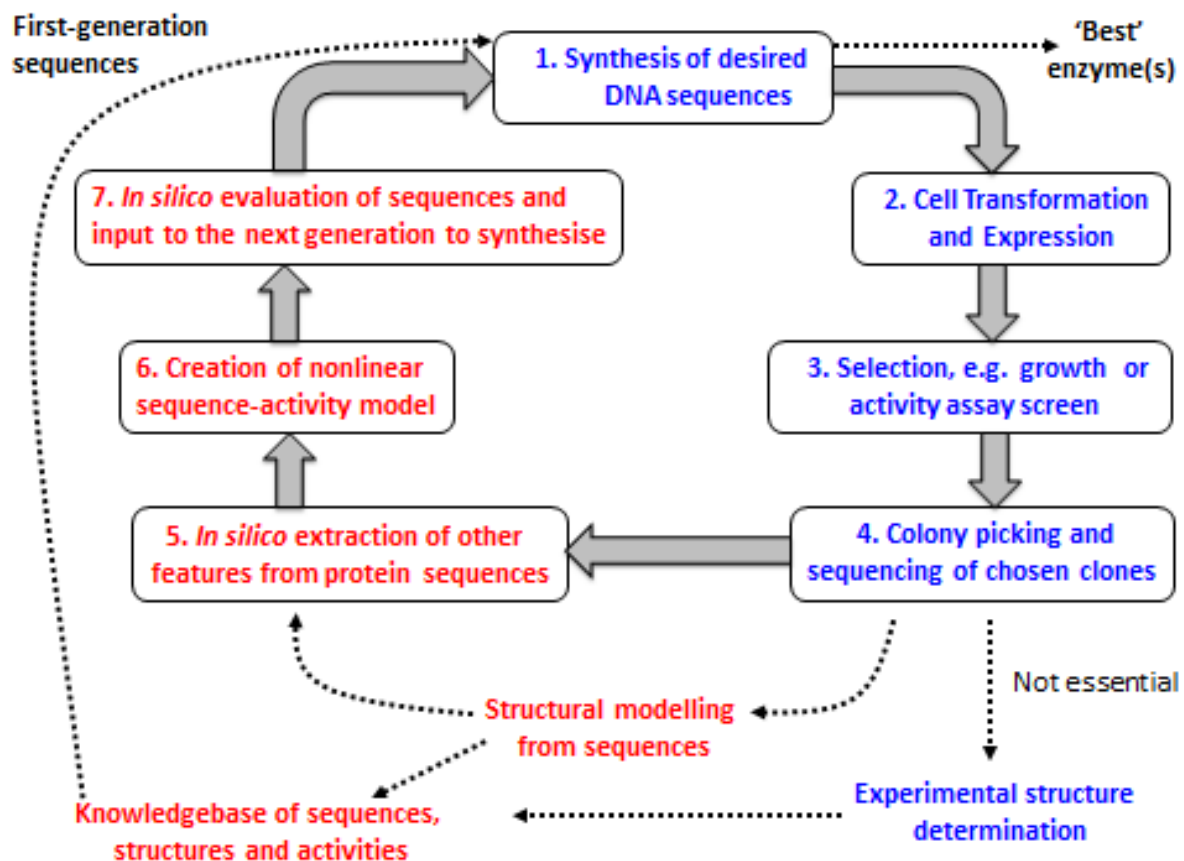 First-generation
sequences
1. Synthesis of desired
DNA sequences
‘Best’
enzyme(s)
7. In silico evaluation of sequences and
input to the next generation to synthesise
2. Cell Transformation
and Expression
6. Creation of nonlinear
sequence-activity model
3. Selection, e.g. growth or
activity assay screen
5. In silico extraction of other
features from protein sequences
4. Colony picking and
sequencing of chosen clones
Not essential
Structural modelling
from sequences
Knowledgebase of sequences,
structures and activities
Experimental structure
determination